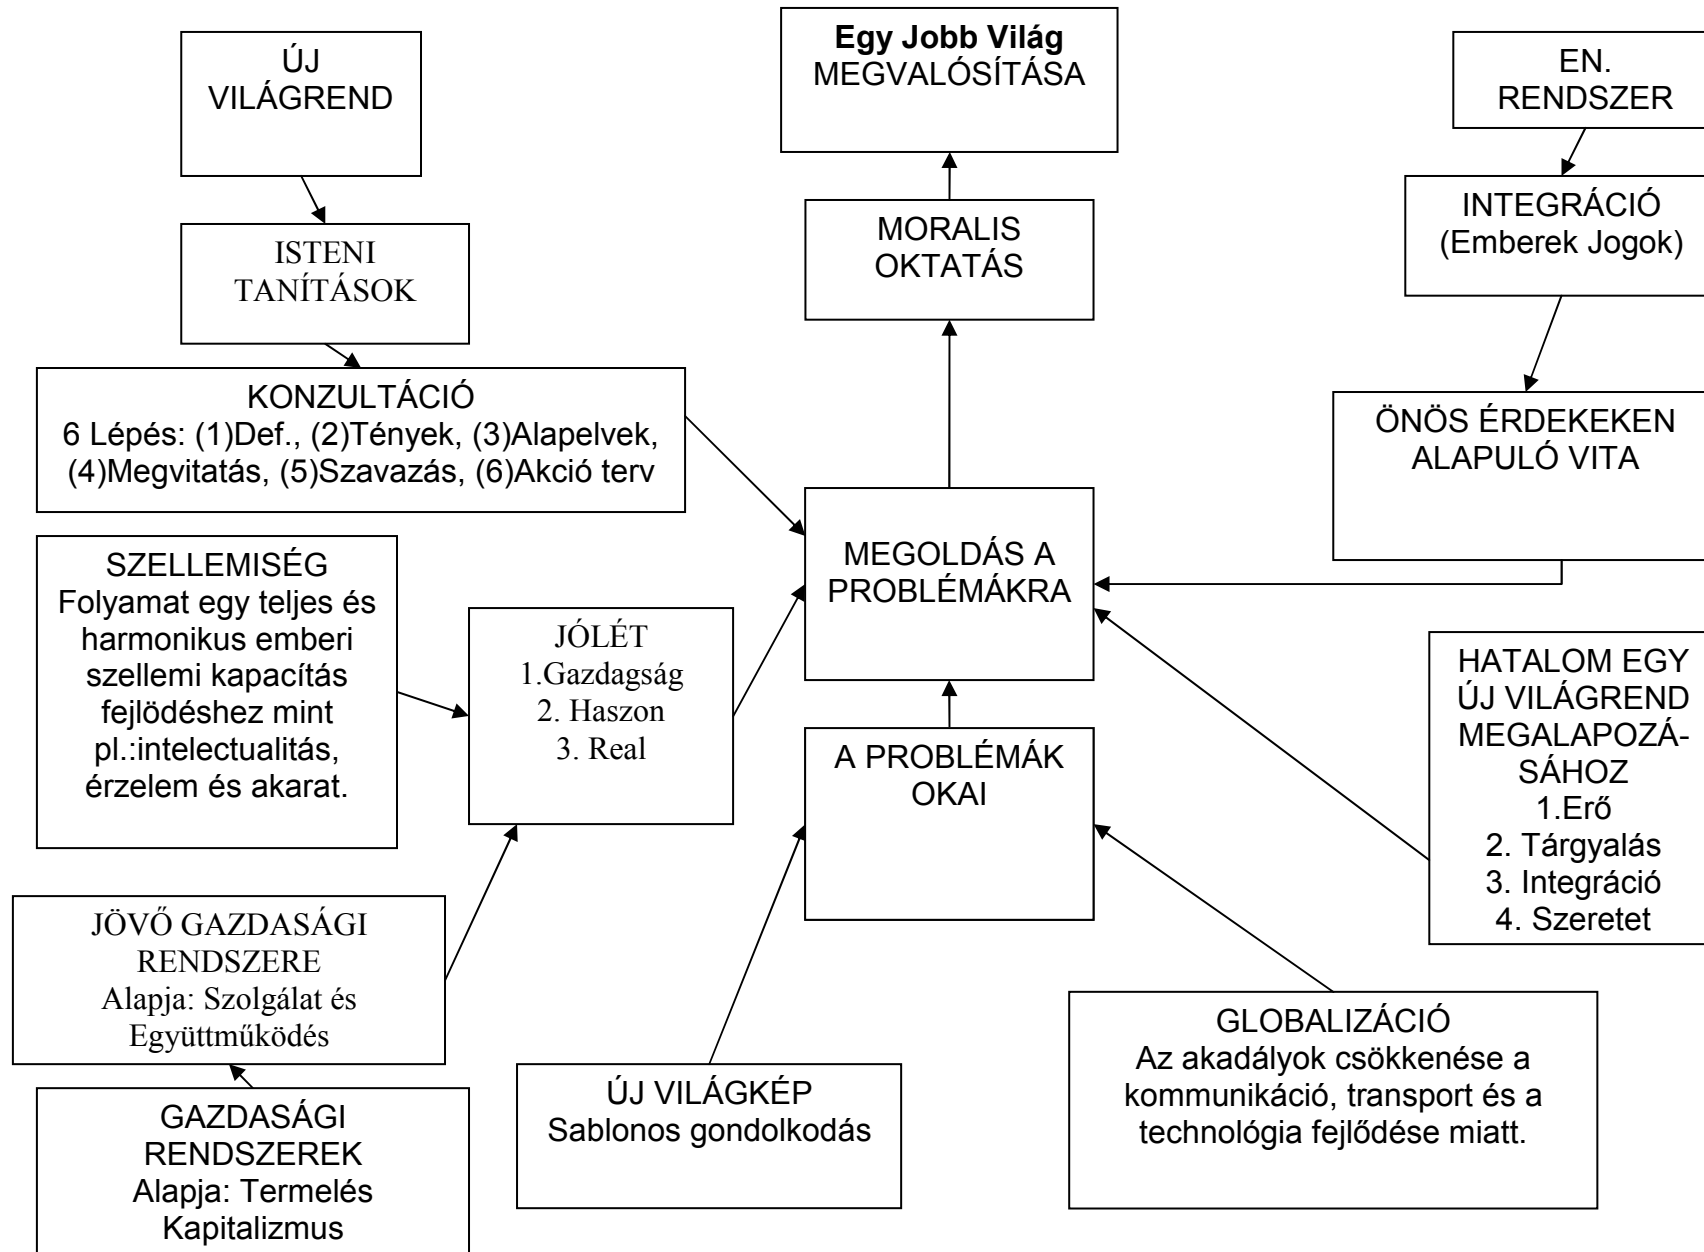 ÚJ
VILÁGREND
Egy Jobb Világ
MEGVALÓSÍTÁSA
EN.
RENDSZER
ISTENI
TANÍTÁSOK
MORALIS
OKTATÁS
INTEGRÁCIÓ
(Emberek Jogok)
KONZULTÁCIÓ
6 Lépés: (1)Def., (2)Tények, (3)Alapelvek,
(4)Megvitatás, (5)Szavazás, (6)Akció terv
ÖNÖS ÉRDEKEKEN
ALAPULÓ VITA
SZELLEMISÉG
Folyamat egy teljes és
harmonikus emberi
szellemi kapacítás
fejlödéshez mint
pl.:intelectualitás,
érzelem és akarat.
JÓLÉT
1.Gazdagság
2. Haszon
3. Real
MEGOLDÁS A
PROBLÉMÁKRA
HATALOM EGY
ÚJ VILÁGREND
MEGALAPOZÁ-
SÁHOZ
1.Erő
2. Tárgyalás
3. Integráció
4. Szeretet
A PROBLÉMÁK
OKAI
JÖVŐ GAZDASÁGI
RENDSZERE
Alapja: Szolgálat és
Együttműködés
GAZDASÁGI
RENDSZEREK
Alapja: Termelés
Kapitalizmus
ÚJ VILÁGKÉP
Sablonos gondolkodás
GLOBALIZÁCIÓ
Az akadályok csökkenése a
kommunikáció, transport és a
technológia fejlődése miatt.